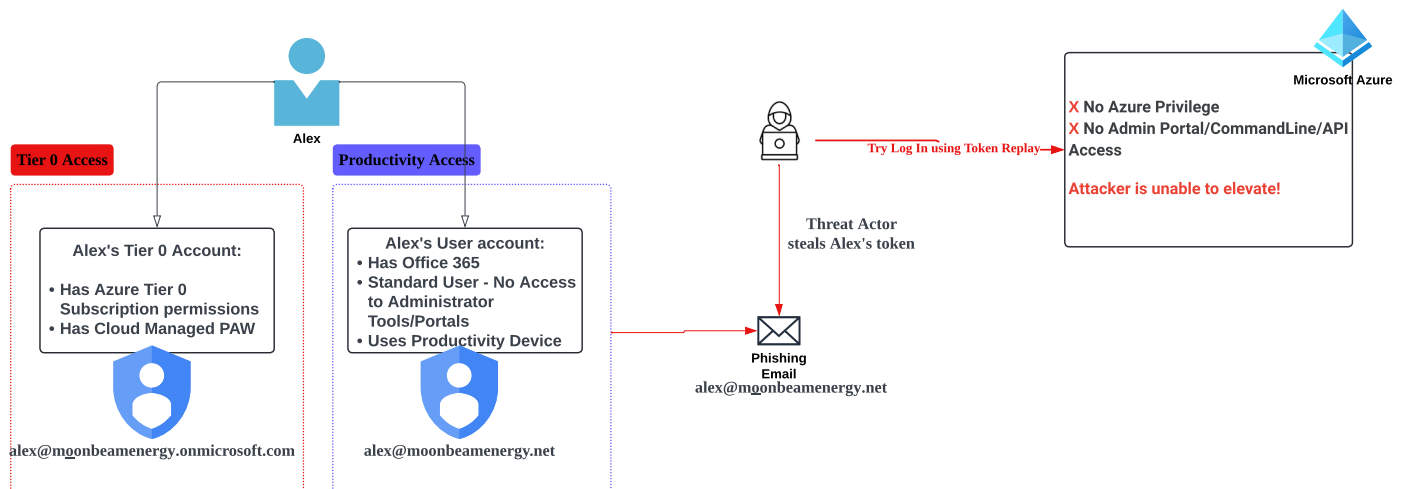 Alex
Tier 0 Access
Productivity Access
Alex's Tier 0 Account:
• Has Azure Tier 0
Subscription permissions
• Has Cloud Managed PAW
alex@moonbeamenergy.onmicrosoft.com
Alex's User account:
• Has Office 365
• Standard User - No Access
to Administrator
Tools/Portals
• Uses Productivity Device
alex@moonbeamenergy.net
Threat Actor
steals Alex's token
Phishing
Email
alex@moonbeamenergy.net
Try Log In using Token Replay
Microsoft Azure
X No Azure Privilege
X No Admin Portal/CommandLine/API
Access
Attacker is unable to elevate!